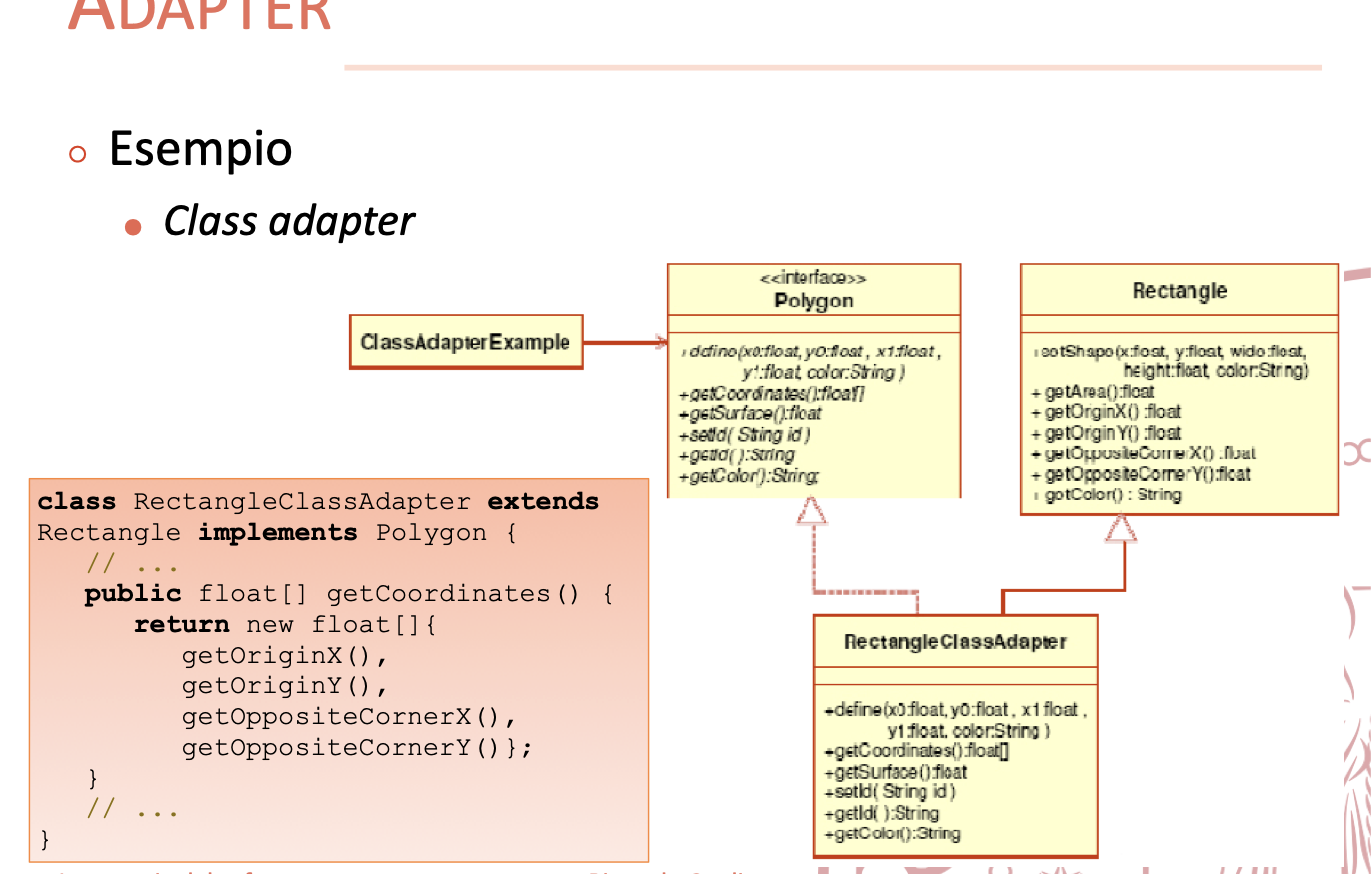 ADAPTER
Esempio
Class adapter
ClassAdapterExample
<<interface>>
Polygon
+define(x0:float, y0:float, x1:float,
y1:float, color:String )
+getCoordinates():float[]
+getSurface():float
+setId( String id )
+getId( ):String
+getColor():String;
Rectangle
+setShape(x:float, y:float, wide:float,
height:float, color:String)
+ getArea():float
+ getOrginX() :float
+ getOrginY() :float
+ getOppositeCornerX() :float
+ getOppositeCornerY():float
+ getColor() : String
class RectangleClassAdapter extends
Rectangle implements Polygon {
// ...
public float[] getCoordinates() {
return new float[]{
getOriginX(),
getOriginY(),
getOppositeCornerX(),
getOppositeCornerY()};
}
// ...
}
RectangleClassAdapter
+define(x0:float, y0:float, x1:float ,
y1:float, color:String )
+getCoordinates():float[]
+getSurface():float
+setId( String id )
+getId( ):String
+getColor():String